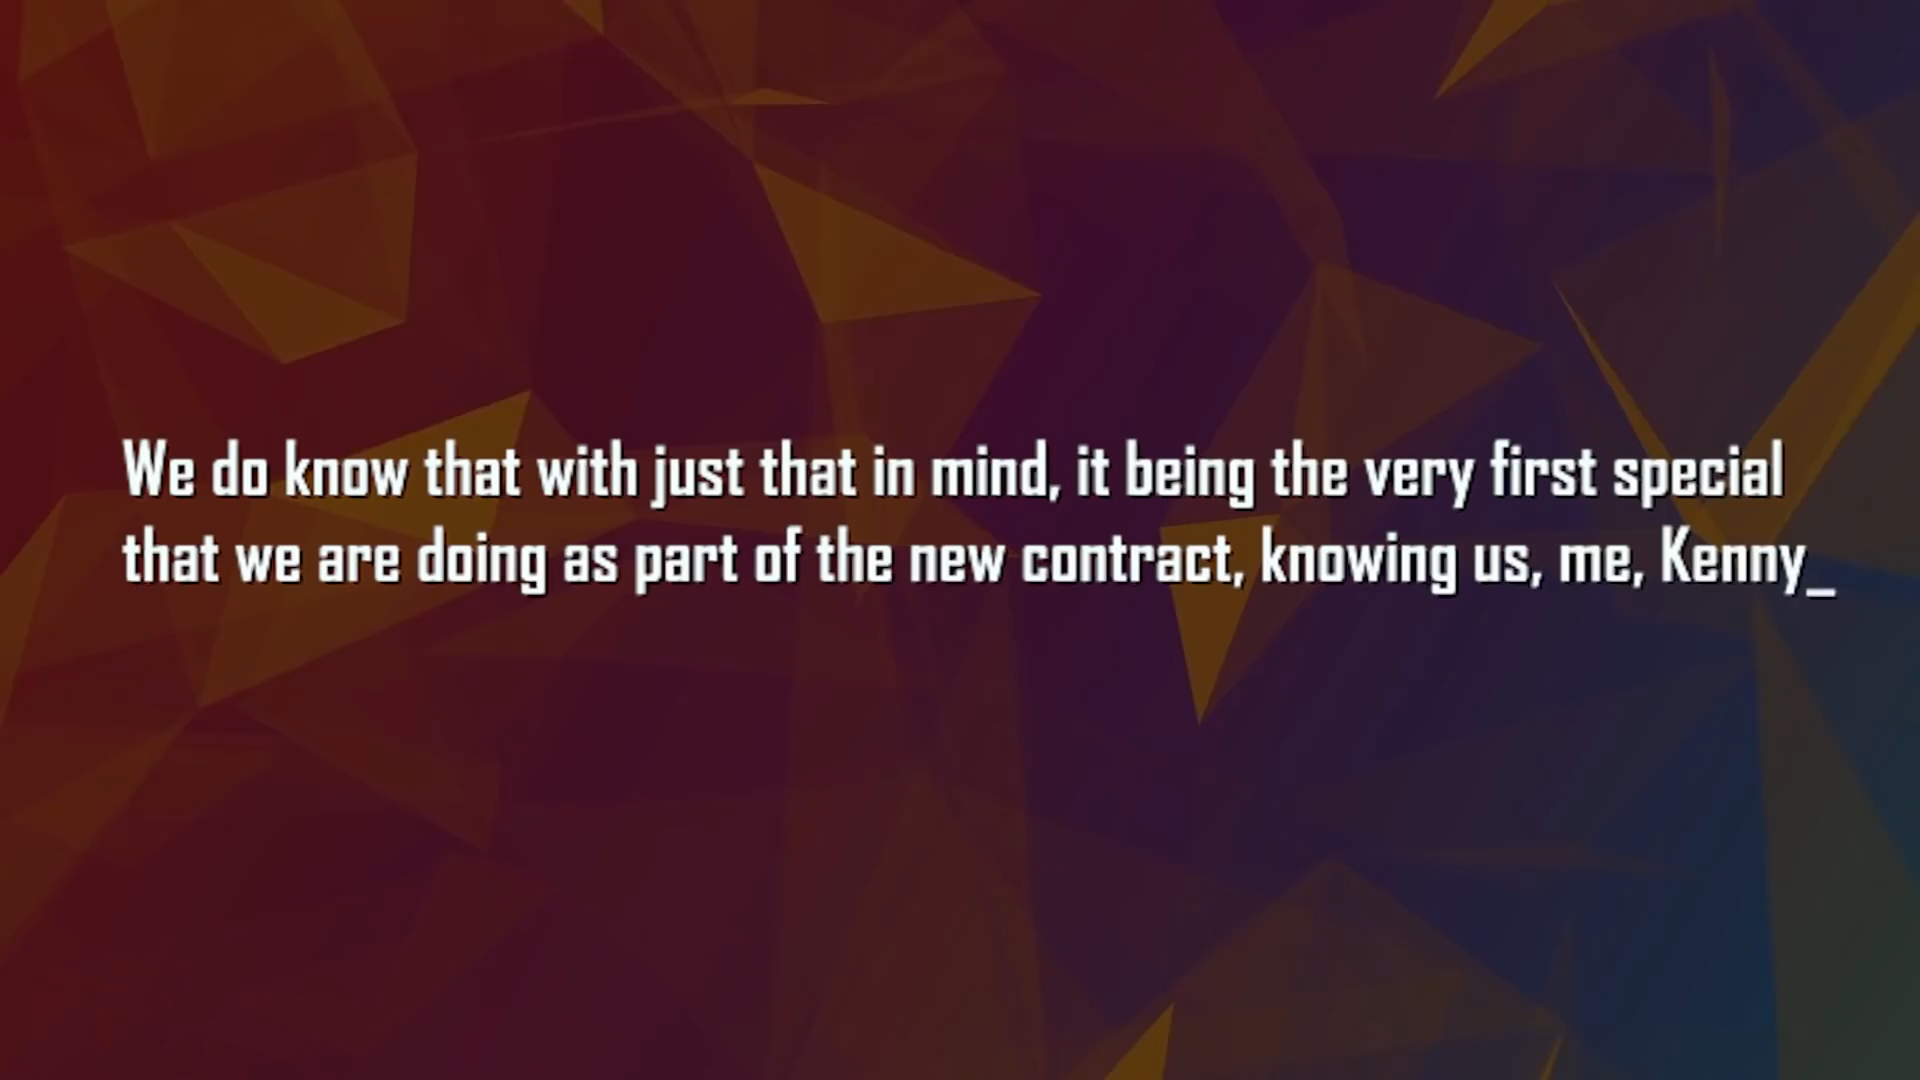 We do know that with just that in mind, it being the very first special
that we are doing as part of the new contract, knowing us, me, Kenny_